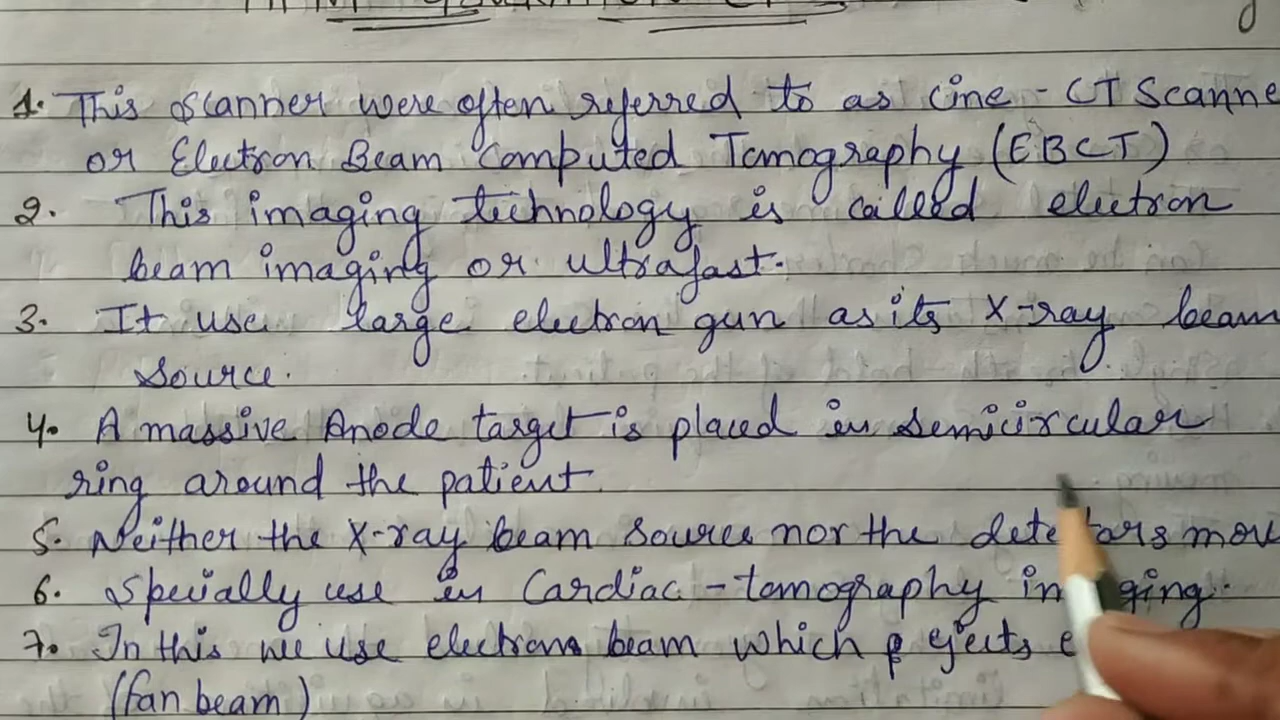 1. This Scanner were often referred to as Cine - CT Scanne
or Electron Beam Computed Tomography (EBCT)
2. This imaging technology is called electron
beam imaging or ultrafast.
3. It use large electron gun as its X-ray beam
Source.
4. A massive Anode target is placed in semicircular
ring around the patient.
5. Neither the X-ray beam source nor the dete tors mov
6. Specially use in Cardiac - tomography im ging.
7. In this we use electrons beam which ejects e
(fan beam)